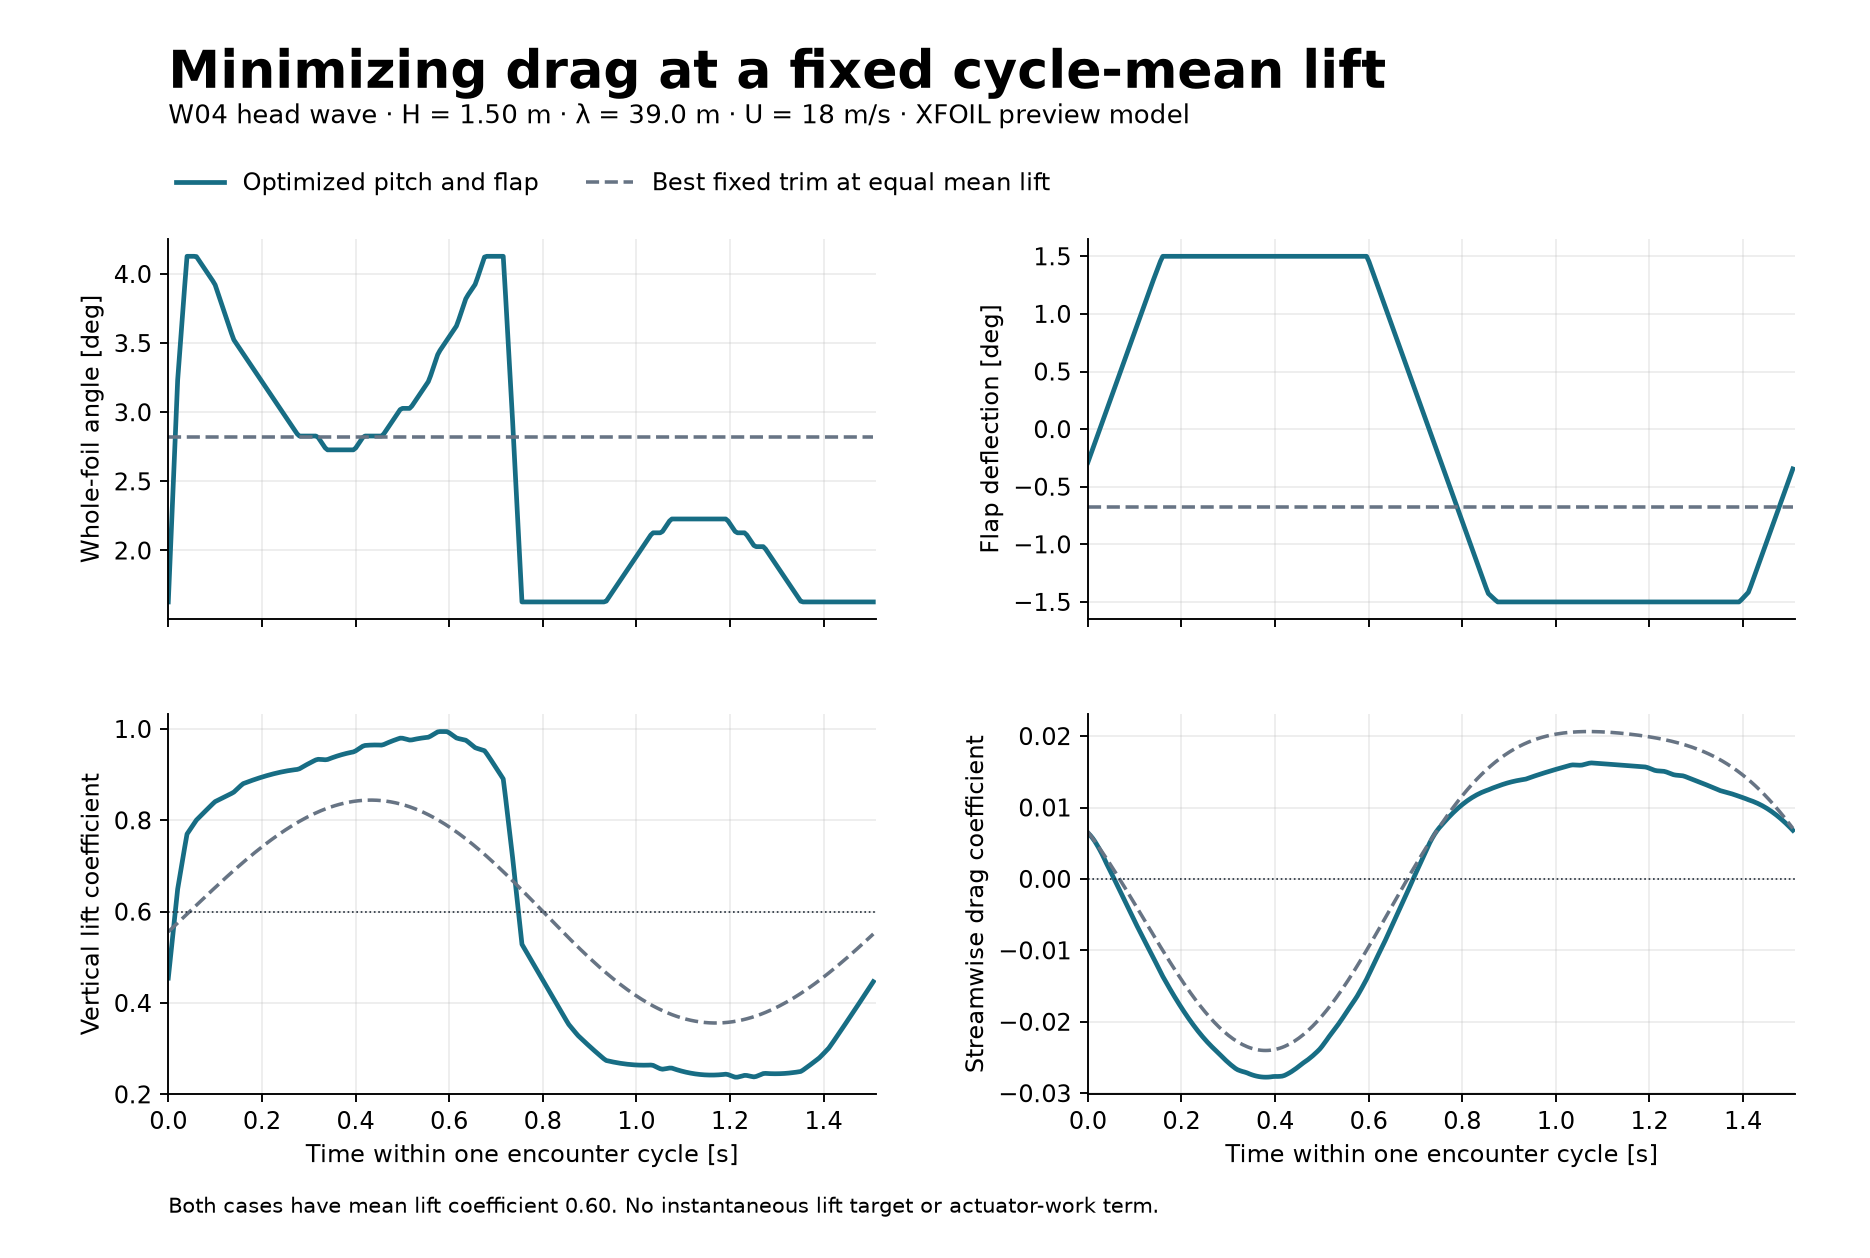 Minimizing drag at a fixed cycle-mean lift
W04 head wave · H = 1.50 m · λ = 39.0 m · U = 18 m/s · XFOIL preview model
Optimized pitch and flap
Best fixed trim at equal mean lift
Whole-foil angle [deg]
4.0
3.5
3.0
2.5
2.0
Flap deflection [deg]
1.5
1.0
0.5
0.0
−0.5
−1.0
−1.5
Vertical lift coefficient
1.0
0.8
0.6
0.4
0.2
0.0 0.2 0.4 0.6 0.8 1.0 1.2 1.4
Time within one encounter cycle [s]
Streamwise drag coefficient
0.02
0.01
0.00
−0.01
−0.02
−0.03
0.0 0.2 0.4 0.6 0.8 1.0 1.2 1.4
Time within one encounter cycle [s]
Both cases have mean lift coefficient 0.60. No instantaneous lift target or actuator-work term.